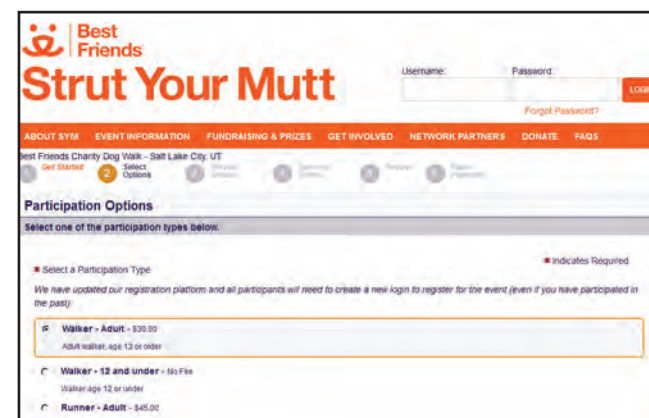 Best
Friends
Strut Your Mutt
Username:
Password:
LOGIN
Forgot Password?
ABOUT SYM EVENT INFORMATION FUNDRAISING & PRIZES GET INVOLVED NETWORK PARTNERS DONATE FAQS
est Friends Charity Dog Walk - Salt Lake City, UT
Get Started
2 Select
Options
Participation Options
Select one of the participation types below.
Indicates Required
Select a Participation Type
We have updated our registration platform and all participants will need to create a new login to register for the event (even if you have participated in
the past).
Walker - Adult - $30.00
Adult walker, age 13 or older
Walker - 12 and under - No Fee
Walker age 12 or under
Runner - Adult - $45.00